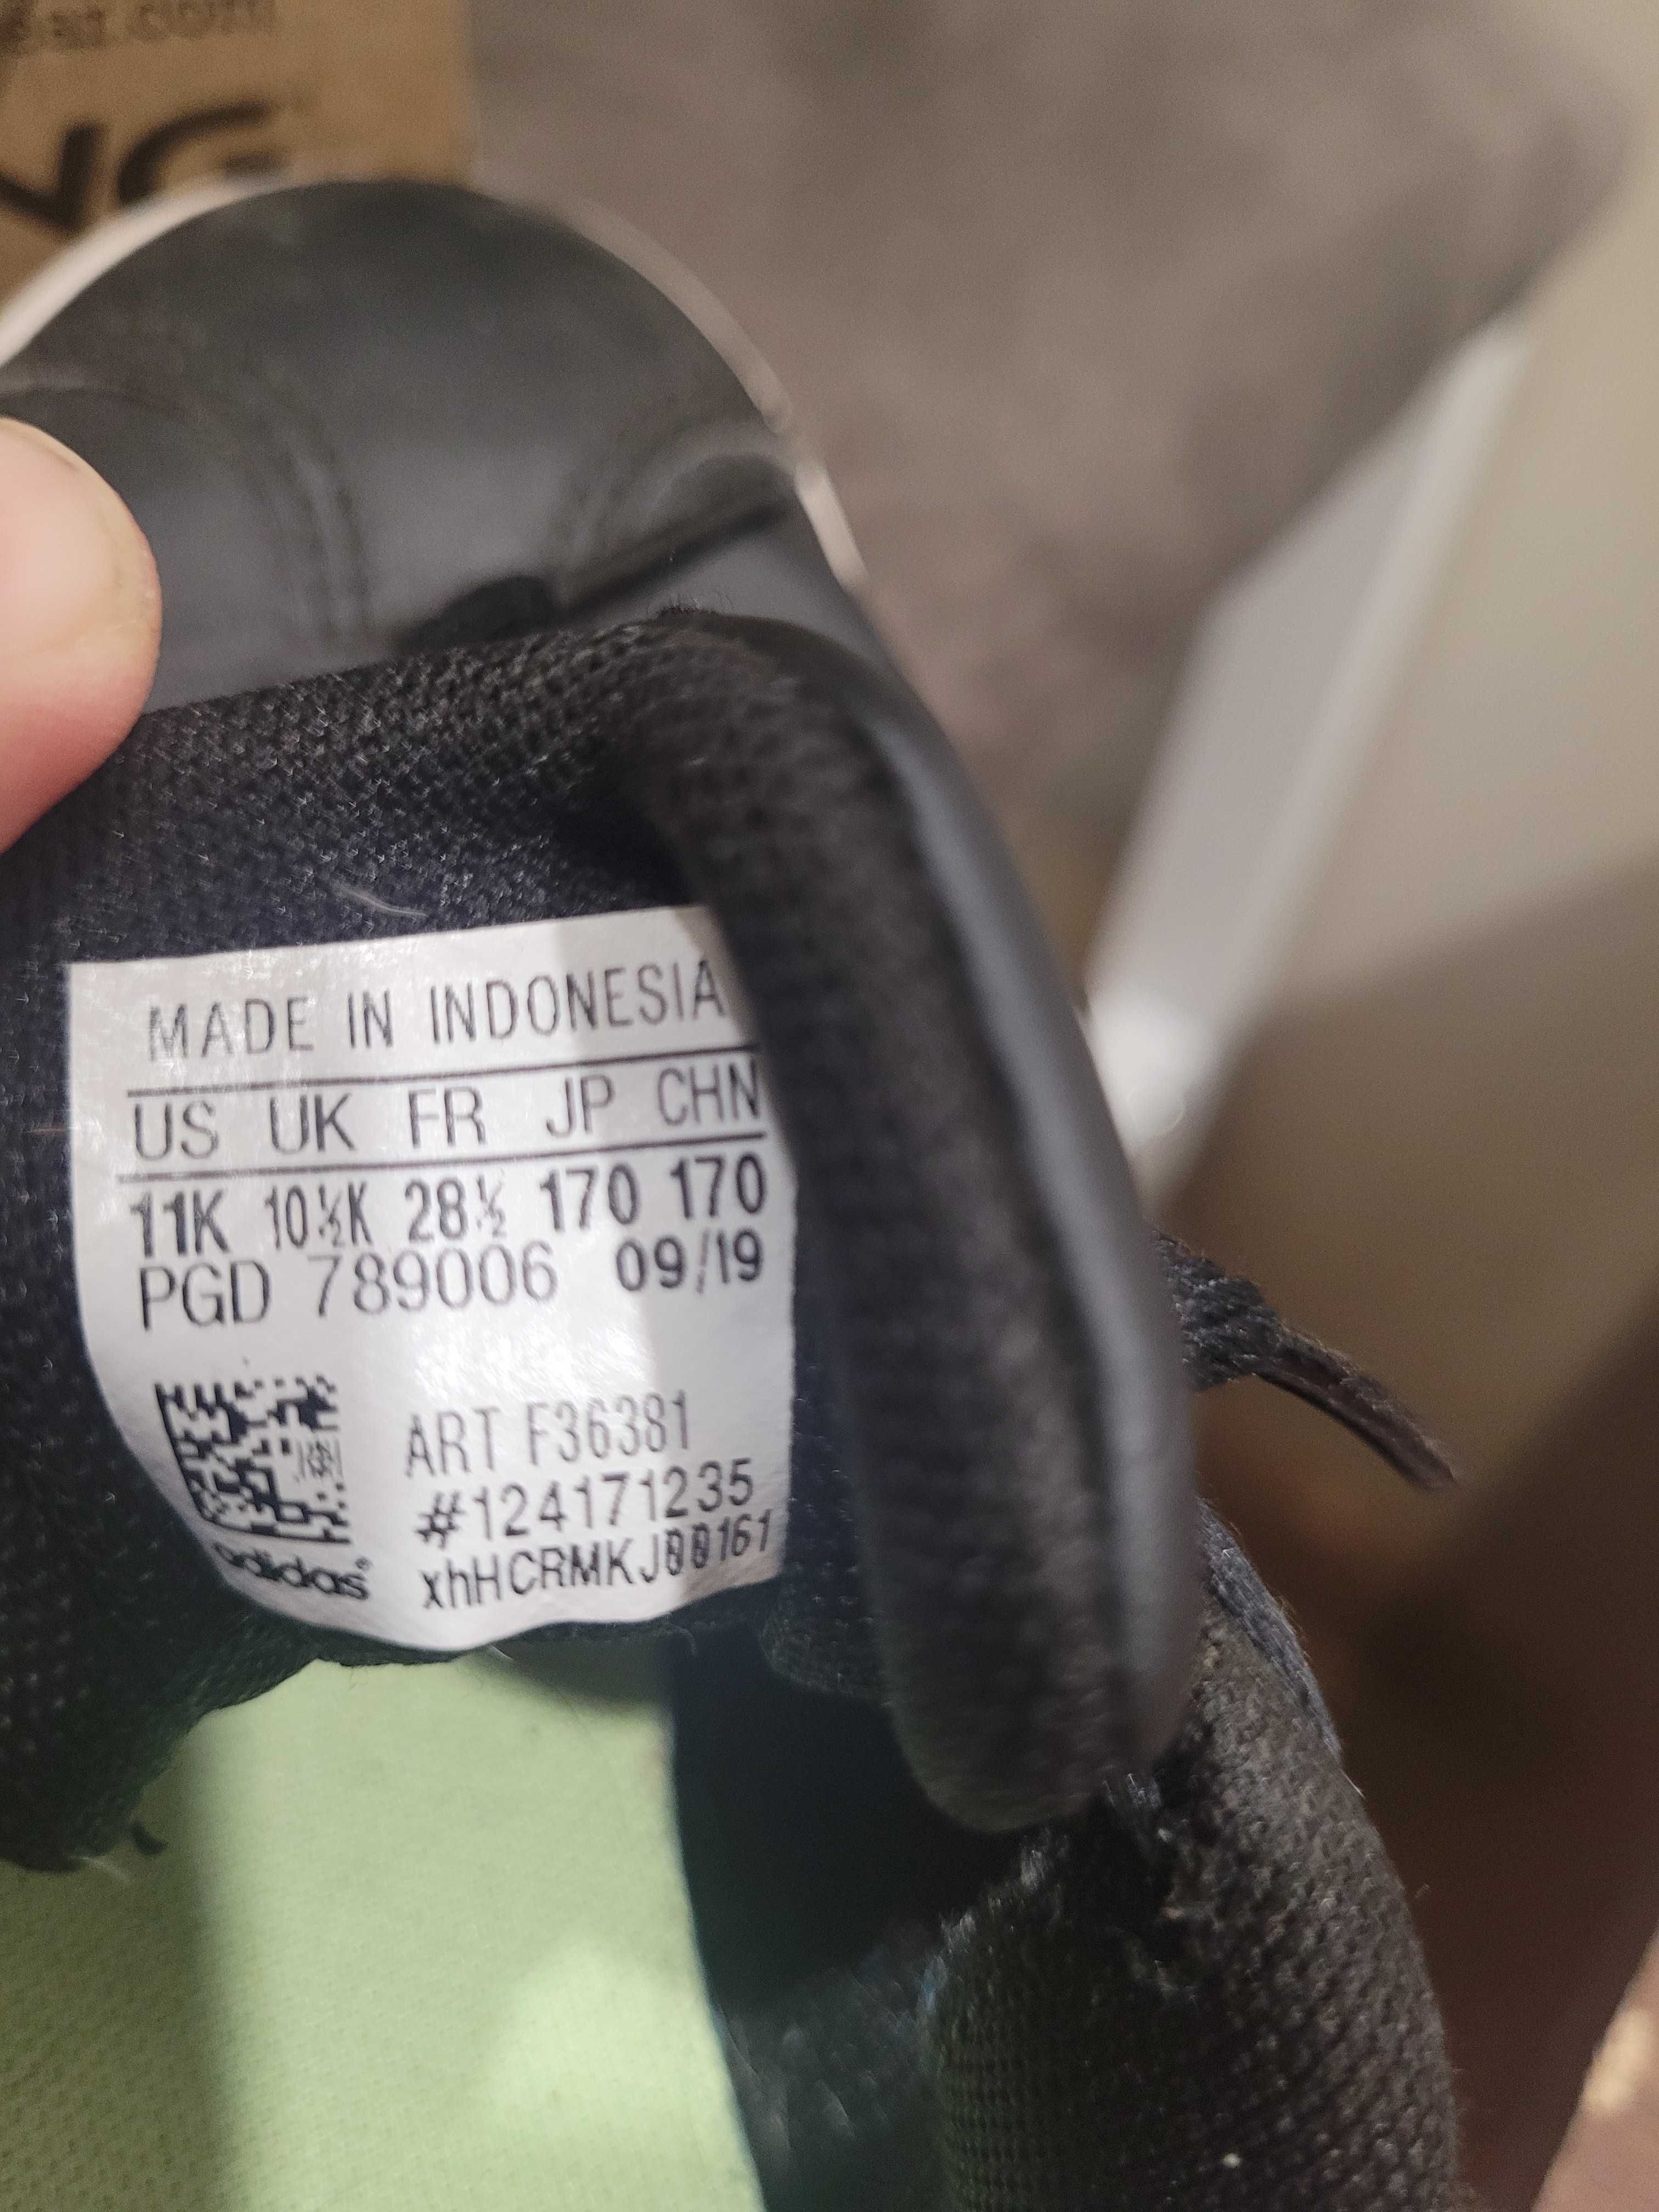 MADE IN INDONESIA
US UK FR JP CHN
11K 10½K 28½ 170 170
PGD 789006 09/19
ART F36381
#124171235
xhHCRMKJ00161
adidas®